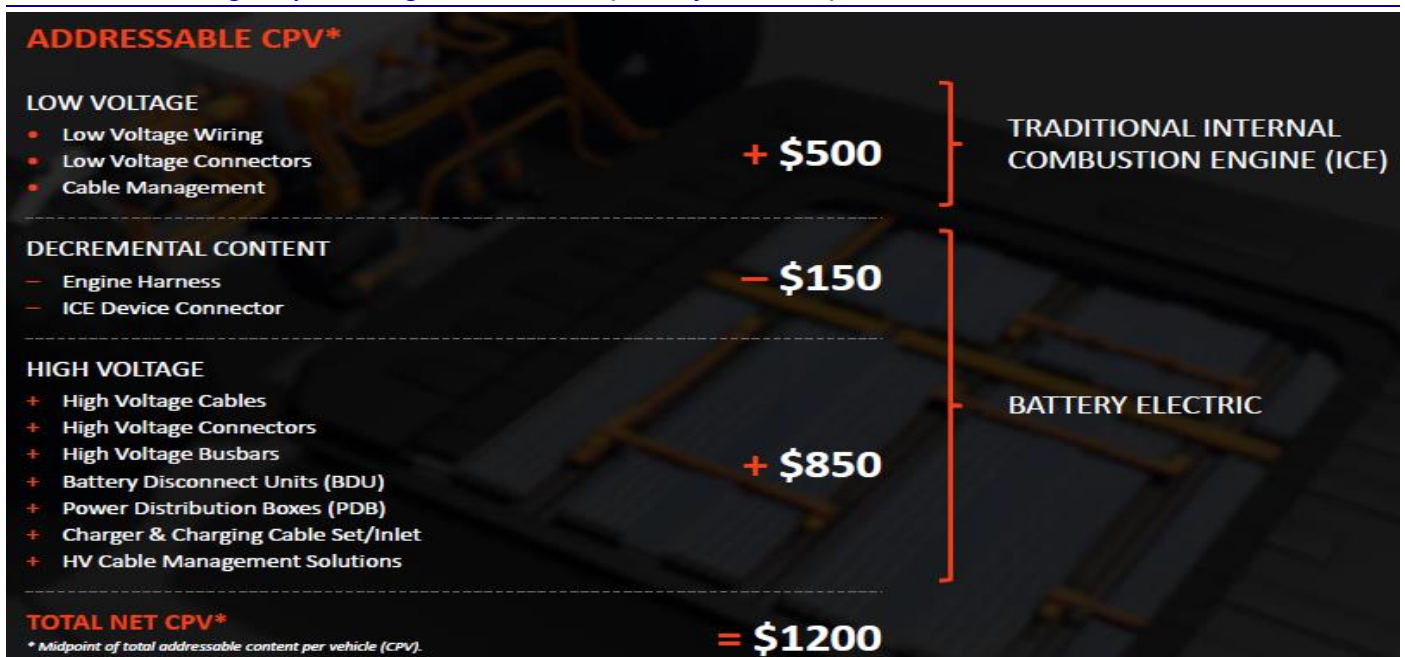 ADDRESSABLE CPV*
LOW VOLTAGE
• Low Voltage Wiring
• Low Voltage Connectors
• Cable Management
+ $500
TRADITIONAL INTERNAL
COMBUSTION ENGINE (ICE)
DECREMENTAL CONTENT
– Engine Harness
– ICE Device Connector
– $150
HIGH VOLTAGE
+ High Voltage Cables
+ High Voltage Connectors
+ High Voltage Busbars
+ Battery Disconnect Units (BDU)
+ Power Distribution Boxes (PDB)
+ Charger & Charging Cable Set/Inlet
+ HV Cable Management Solutions
+ $850
BATTERY ELECTRIC
TOTAL NET CPV*
* Midpoint of total addressable content per vehicle (CPV).
= $1200